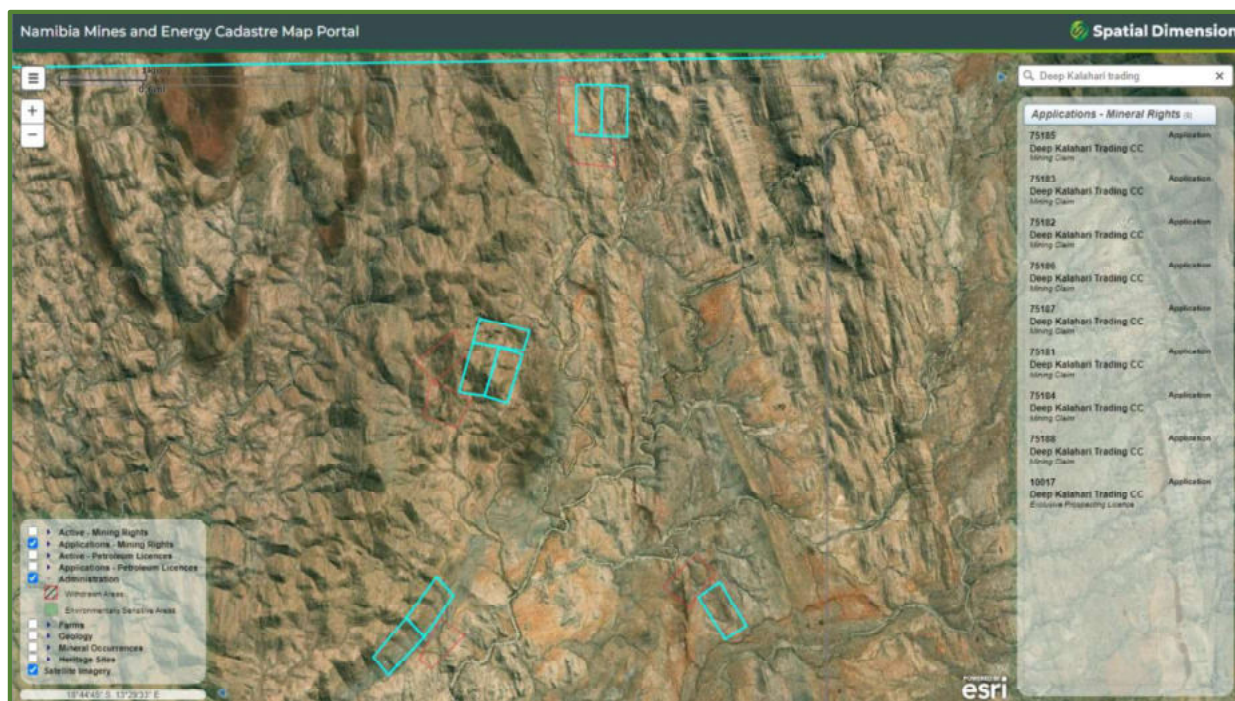 Namibia Mines and Energy Cadastre Map Portal
Spatial Dimension
Deep Kalahari trading
Applications - Mineral Rights
75185 Application
Deep Kalahari Trading CC
Mining Claim
75183 Application
Deep Kalahari Trading CC
Mining Claim
75182 Application
Deep Kalahari Trading CC
Mining Claim
75186 Application
Deep Kalahari Trading CC
Mining Claim
75187 Application
Deep Kalahari Trading CC
Mining Claim
75181 Application
Deep Kalahari Trading CC
Mining Claim
75184 Application
Deep Kalahari Trading CC
Mining Claim
75188 Application
Deep Kalahari Trading CC
Mining Claim
10017 Application
Deep Kalahari Trading CC
Exclusive Prospecting Licence
Active - Mining Rights
Applications - Mining Rights
Active - Petroleum Licences
Applications - Petroleum Licences
Administration
Withdrawn Areas
Environmentally Sensitive Areas
Farms
Geology
Mineral Occurrences
Heritage Sites
Satellite Imagery
POWERED BY
esri